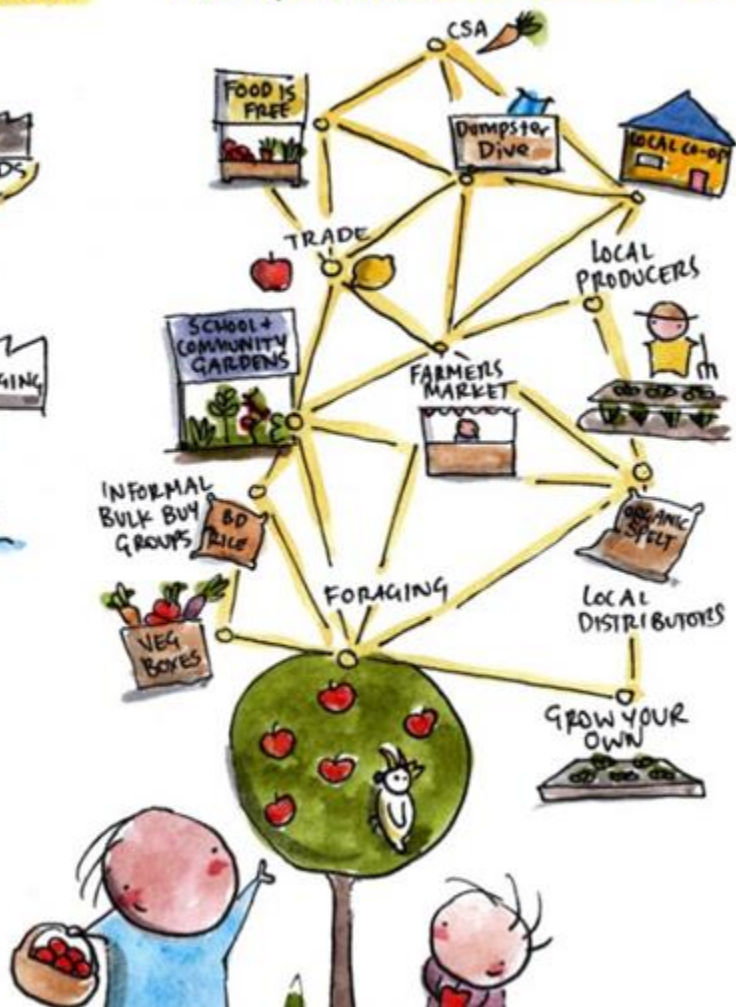 CSA
FOOD IS
FREE
Dumpster
Dive
LOCAL CO-OP
TRADE
LOCAL
PRODUCERS
SCHOOL +
COMMUNITY
GARDENS
FARMERS
MARKET
INFORMAL
BULK BUY
GROUPS
BD
RICE
ORGANIC
SPELT
FORAGING
LOCAL
DISTRIBUTORS
VEG
BOXES
GROW YOUR
OWN